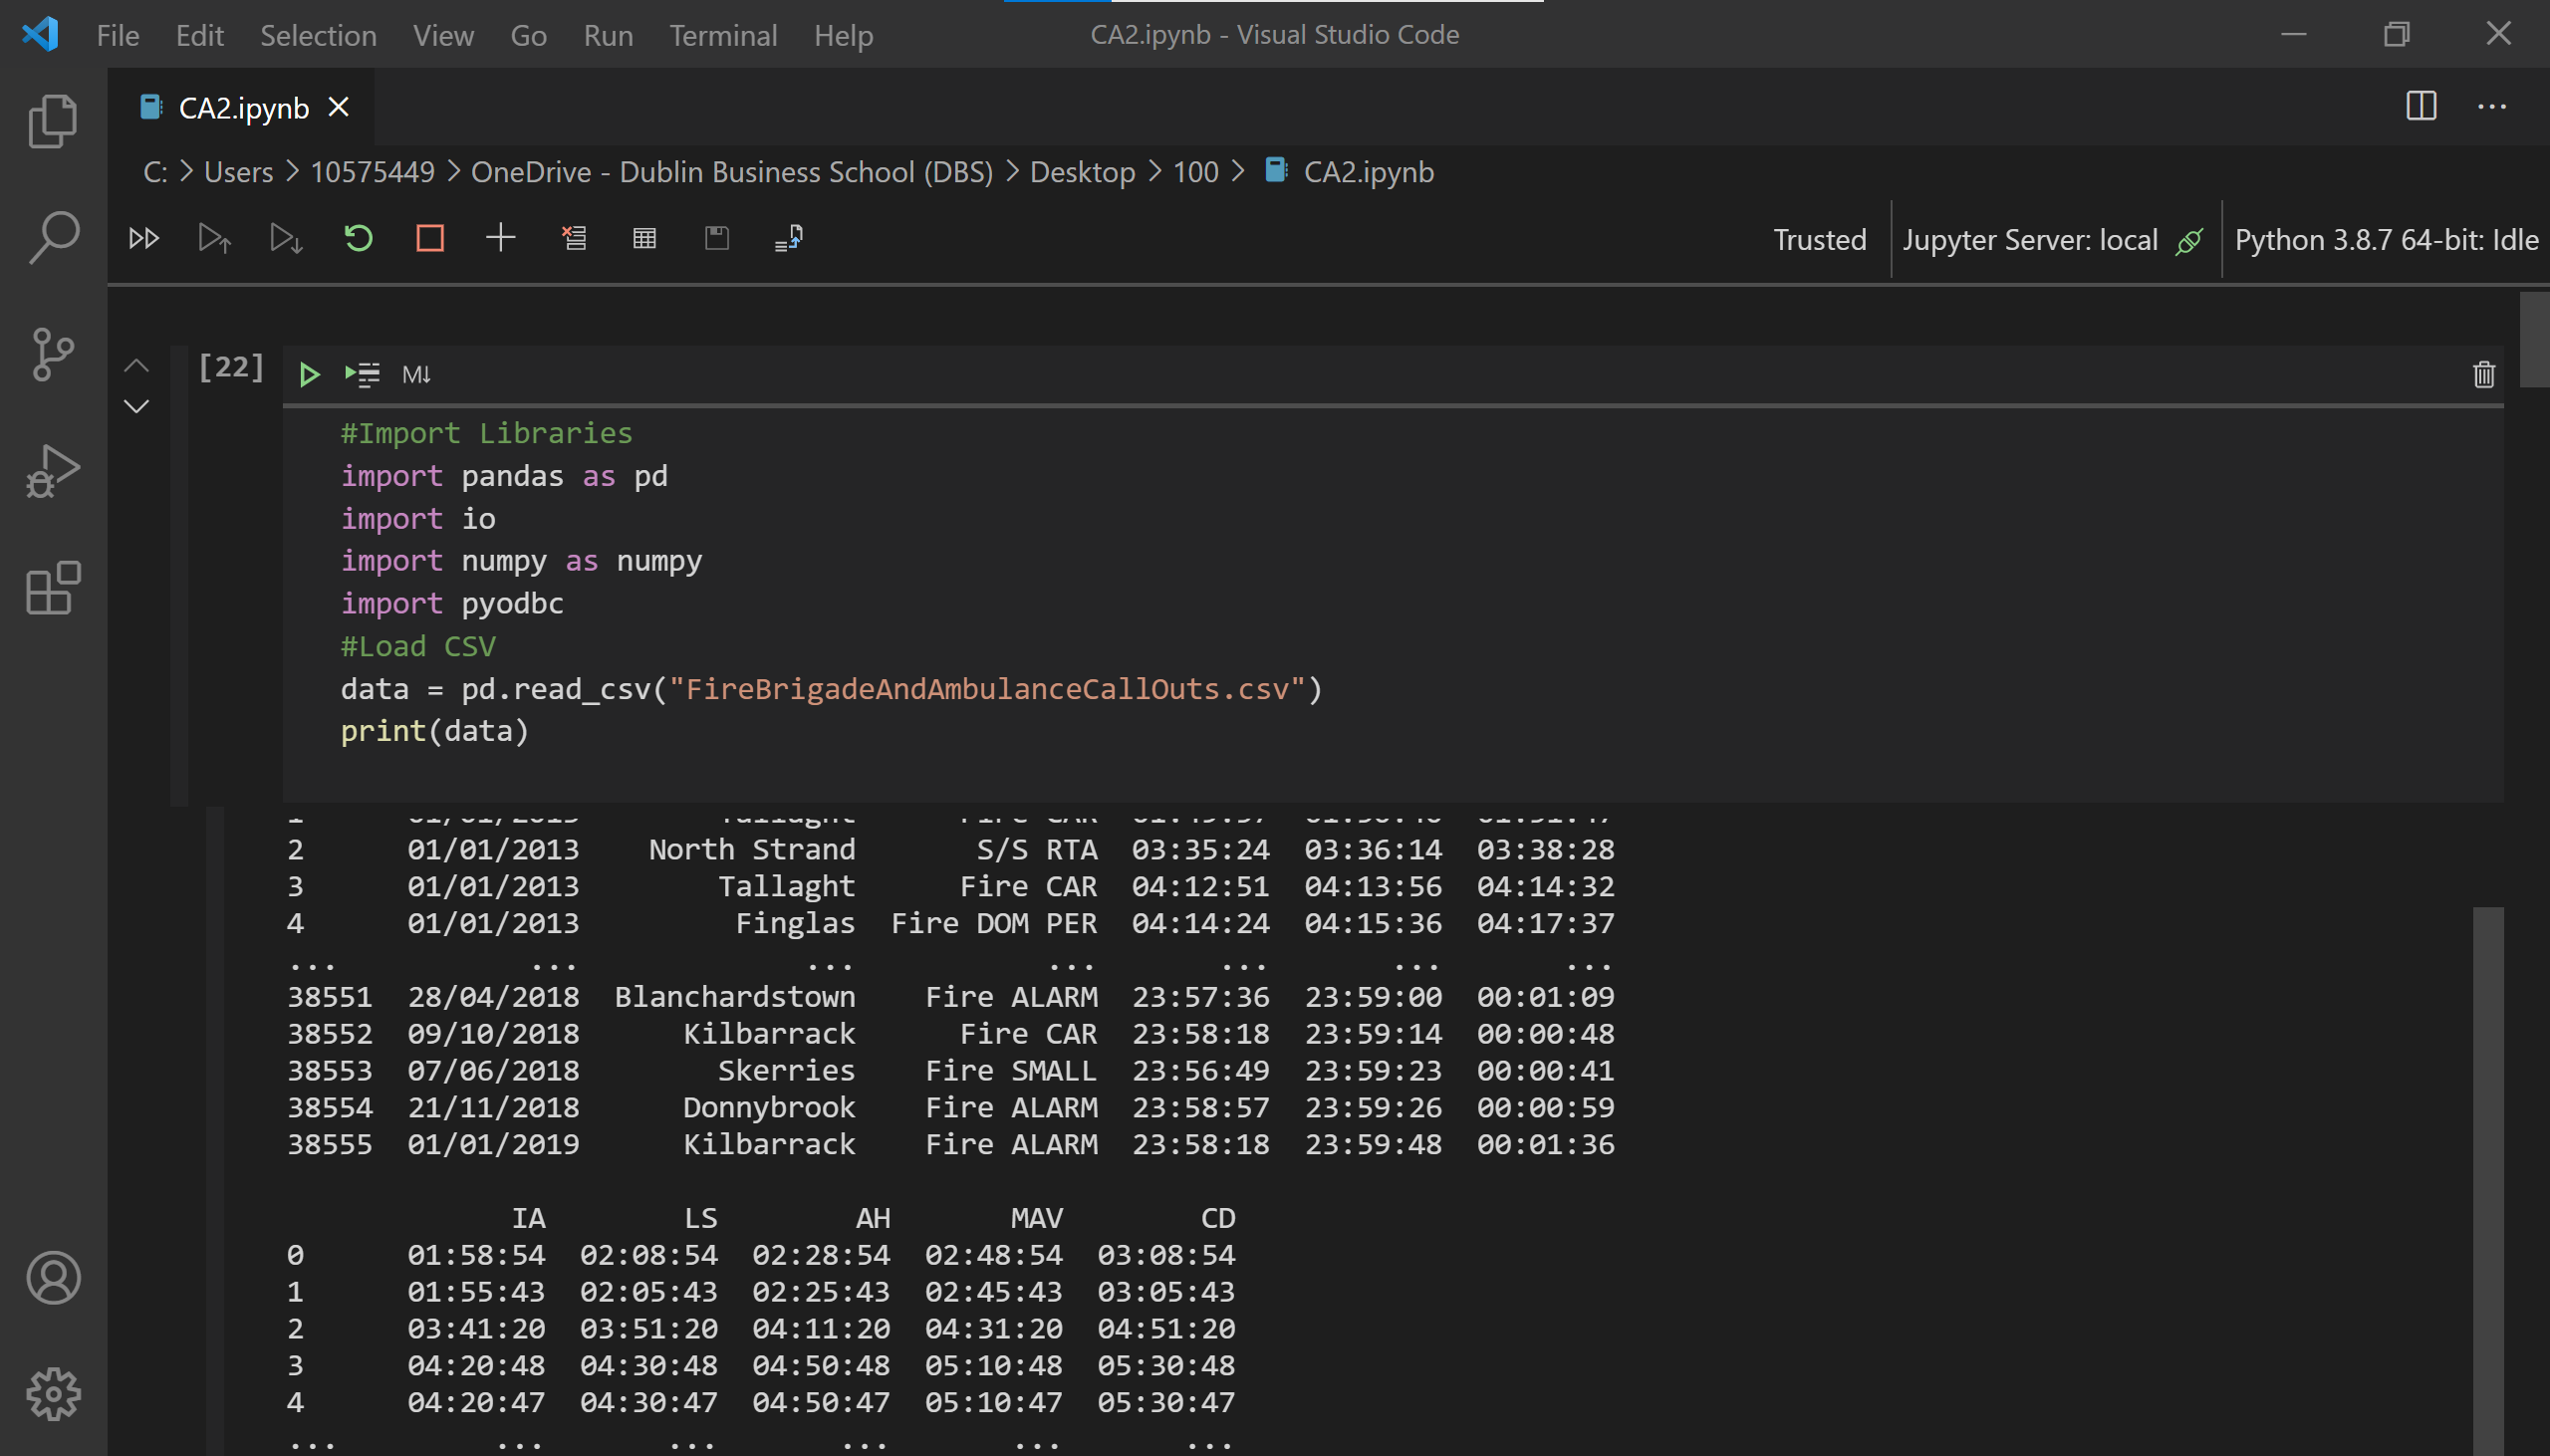 File Edit Selection View Go Run Terminal Help CA2.ipynb - Visual Studio Code
CA2.ipynb
C: > Users > 10575449 > OneDrive - Dublin Business School (DBS) > Desktop > 100 > CA2.ipynb
Trusted Jupyter Server: local Python 3.8.7 64-bit: Idle
[22] M↓
#Import Libraries
import pandas as pd
import io
import numpy as numpy
import pyodbc
#Load CSV
data = pd.read_csv("FireBrigadeAndAmbulanceCallOuts.csv")
print(data)
1 01/01/2013 Tallaght Fire CAR
2 01/01/2013 North Strand S/S RTA 03:35:24 03:36:14 03:38:28
3 01/01/2013 Tallaght Fire CAR 04:12:51 04:13:56 04:14:32
4 01/01/2013 Finglas Fire DOM PER 04:14:24 04:15:36 04:17:37
... ... ... ... ... ... ...
38551 28/04/2018 Blanchardstown Fire ALARM 23:57:36 23:59:00 00:01:09
38552 09/10/2018 Kilbarrack Fire CAR 23:58:18 23:59:14 00:00:48
38553 07/06/2018 Skerries Fire SMALL 23:56:49 23:59:23 00:00:41
38554 21/11/2018 Donnybrook Fire ALARM 23:58:57 23:59:26 00:00:59
38555 01/01/2019 Kilbarrack Fire ALARM 23:58:18 23:59:48 00:01:36
IA LS AH MAV CD
0 01:58:54 02:08:54 02:28:54 02:48:54 03:08:54
1 01:55:43 02:05:43 02:25:43 02:45:43 03:05:43
2 03:41:20 03:51:20 04:11:20 04:31:20 04:51:20
3 04:20:48 04:30:48 04:50:48 05:10:48 05:30:48
4 04:20:47 04:30:47 04:50:47 05:10:47 05:30:47
... ... ... ... ... ...